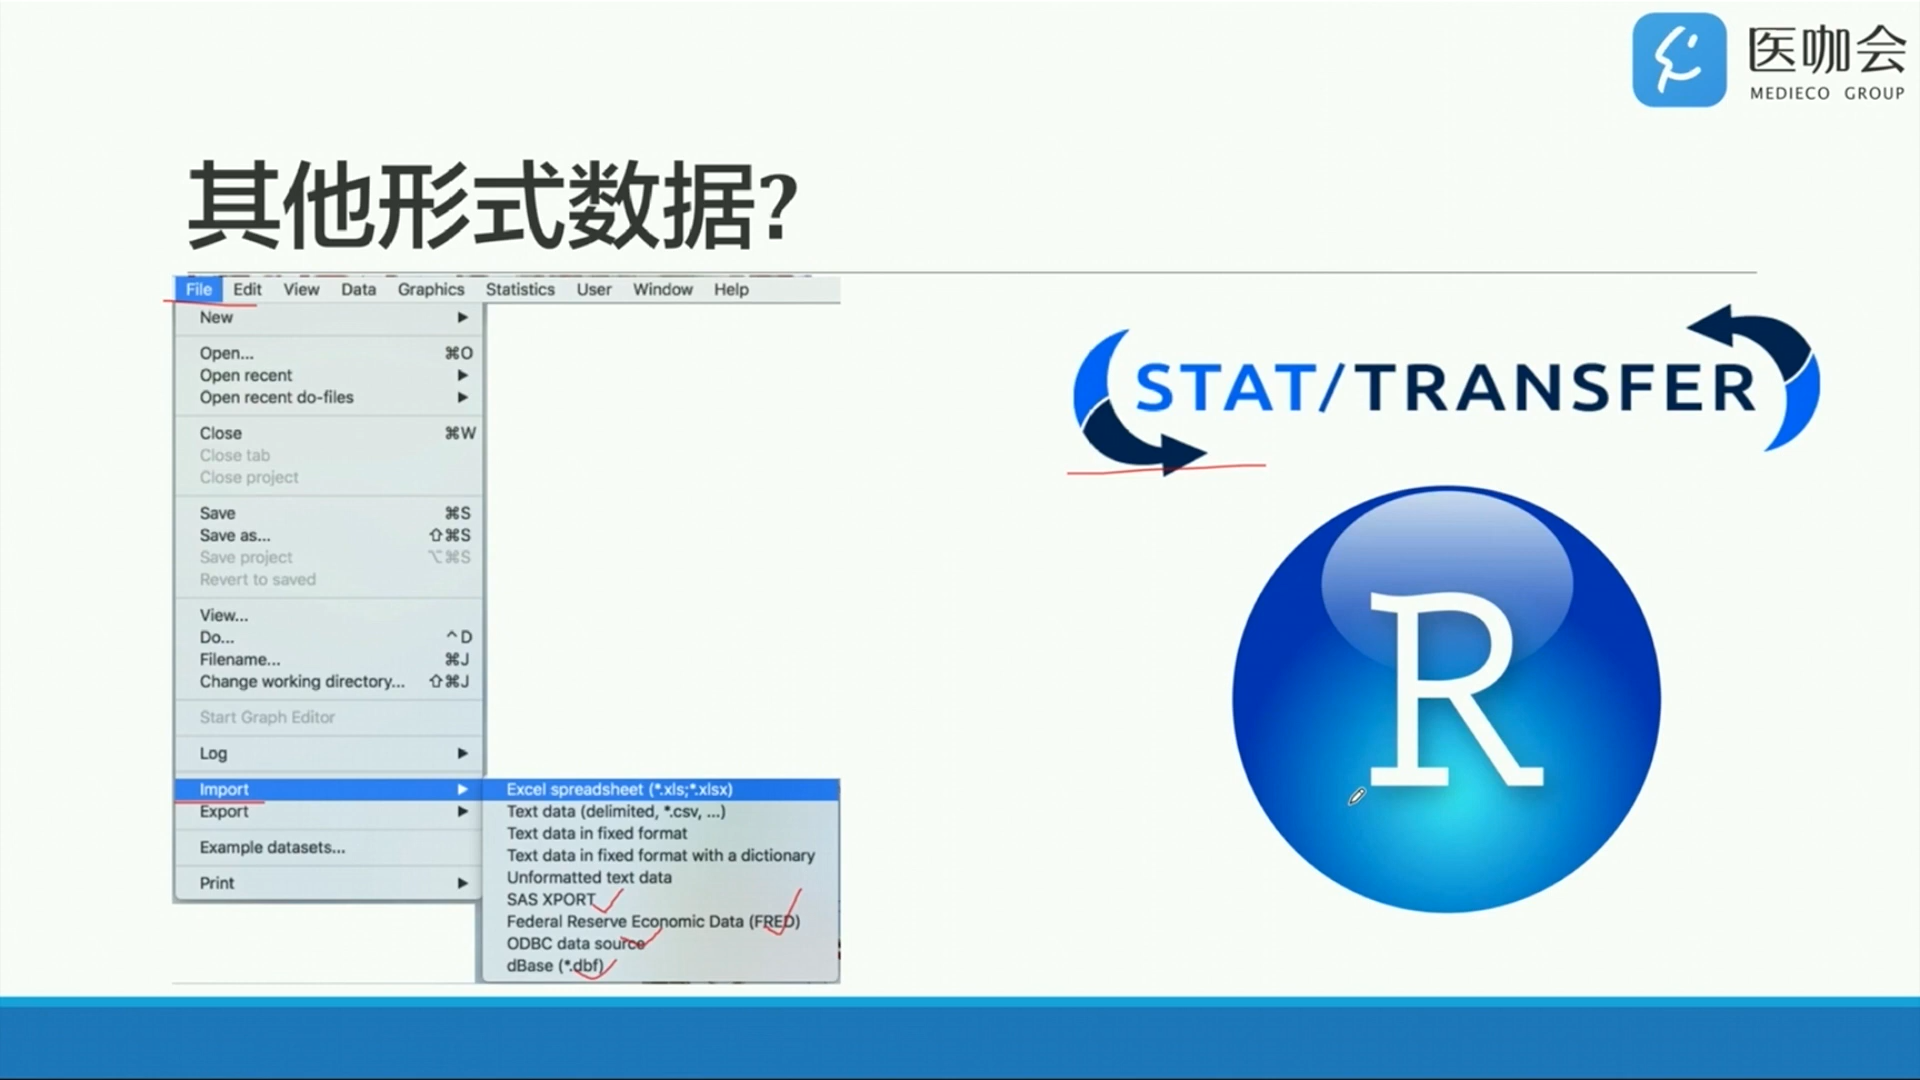 医咖会
MEDIECO GROUP
其他形式数据?
File Edit View Data Graphics Statistics User Window Help
New
Open... ⌘O
Open recent
Open recent do-files
Close ⌘W
Close tab
Close project
Save ⌘S
Save as... ⇧⌘S
Save project ⌥⌘S
Revert to saved
View...
Do... ^D
Filename... ⌘J
Change working directory... ⇧⌘J
Start Graph Editor
Log
Import
Export
Example datasets...
Print
Excel spreadsheet (*.xls;*.xlsx)
Text data (delimited, *.csv, ...)
Text data in fixed format
Text data in fixed format with a dictionary
Unformatted text data
SAS XPORT
Federal Reserve Economic Data (FRED)
ODBC data source
dBase (*.dbf)
STAT/TRANSFER
R